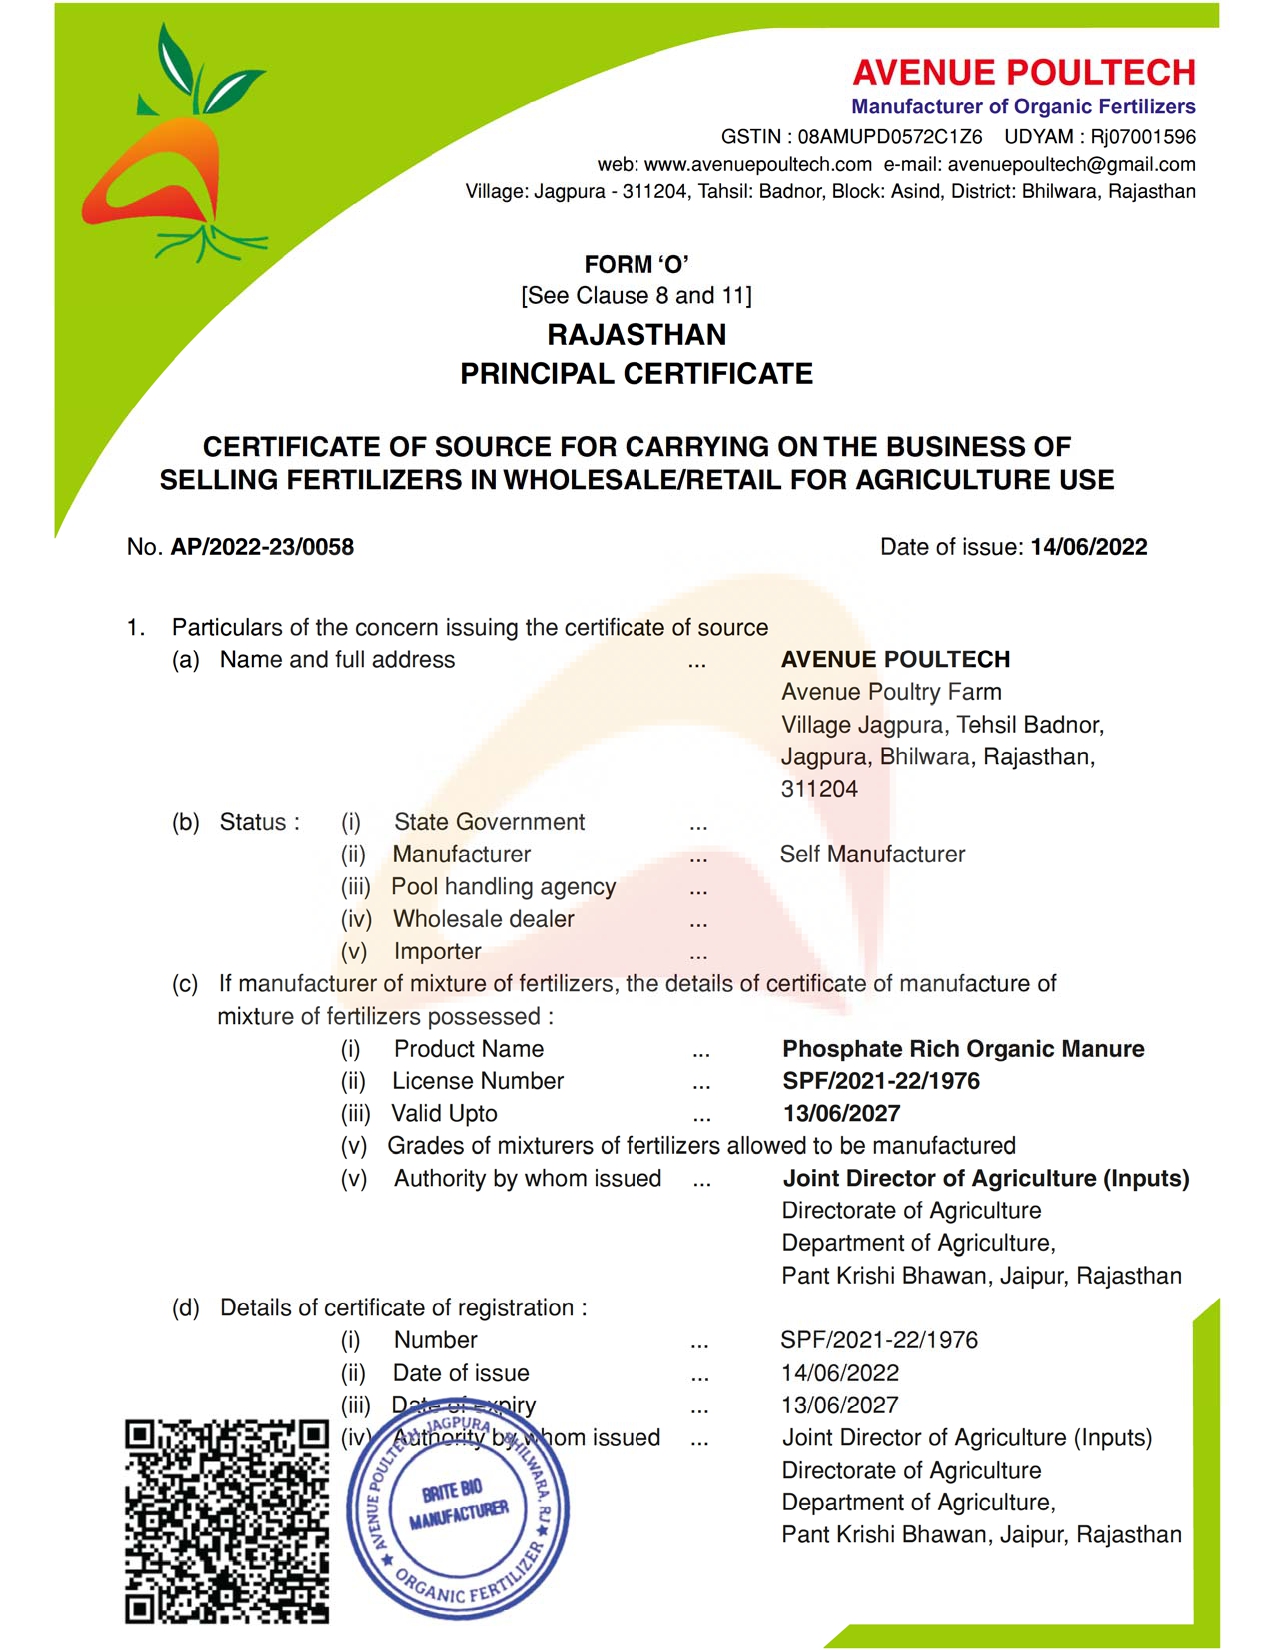 AVENUE POULTECH
Manufacturer of Organic Fertilizers
GSTIN : 08AMUPD0572C1Z6 UDYAM : Rj07001596
web: www.avenuepoultech.com e-mail: avenuepoultech@gmail.com
Village: Jagpura - 311204, Tahsil: Badnor, Block: Asind, District: Bhilwara, Rajasthan
FORM ‘O’
[See Clause 8 and 11]
RAJASTHAN
PRINCIPAL CERTIFICATE
CERTIFICATE OF SOURCE FOR CARRYING ON THE BUSINESS OF
SELLING FERTILIZERS IN WHOLESALE/RETAIL FOR AGRICULTURE USE
No. AP/2022-23/0058 Date of issue: 14/06/2022
1. Particulars of the concern issuing the certificate of source
(a) Name and full address ... AVENUE POULTECH
Avenue Poultry Farm
Village Jagpura, Tehsil Badnor,
Jagpura, Bhilwara, Rajasthan,
311204
(b) Status : (i) State Government ...
(ii) Manufacturer ... Self Manufacturer
(iii) Pool handling agency ...
(iv) Wholesale dealer ...
(v) Importer ...
(c) If manufacturer of mixture of fertilizers, the details of certificate of manufacture of
mixture of fertilizers possessed :
(i) Product Name ... Phosphate Rich Organic Manure
(ii) License Number ... SPF/2021-22/1976
(iii) Valid Upto ... 13/06/2027
(v) Grades of mixturers of fertilizers allowed to be manufactured
(v) Authority by whom issued ... Joint Director of Agriculture (Inputs)
Directorate of Agriculture
Department of Agriculture,
Pant Krishi Bhawan, Jaipur, Rajasthan
(d) Details of certificate of registration :
(i) Number ... SPF/2021-22/1976
(ii) Date of issue ... 14/06/2022
(iii) Date of expiry ... 13/06/2027
(iv) Authority by whom issued ... Joint Director of Agriculture (Inputs)
Directorate of Agriculture
Department of Agriculture,
Pant Krishi Bhawan, Jaipur, Rajasthan
AVENUE POULTECH, JAGPURA, BHILWARA, RJ
BRITE BIO
MANUFACTURER
ORGANIC FERTILIZER